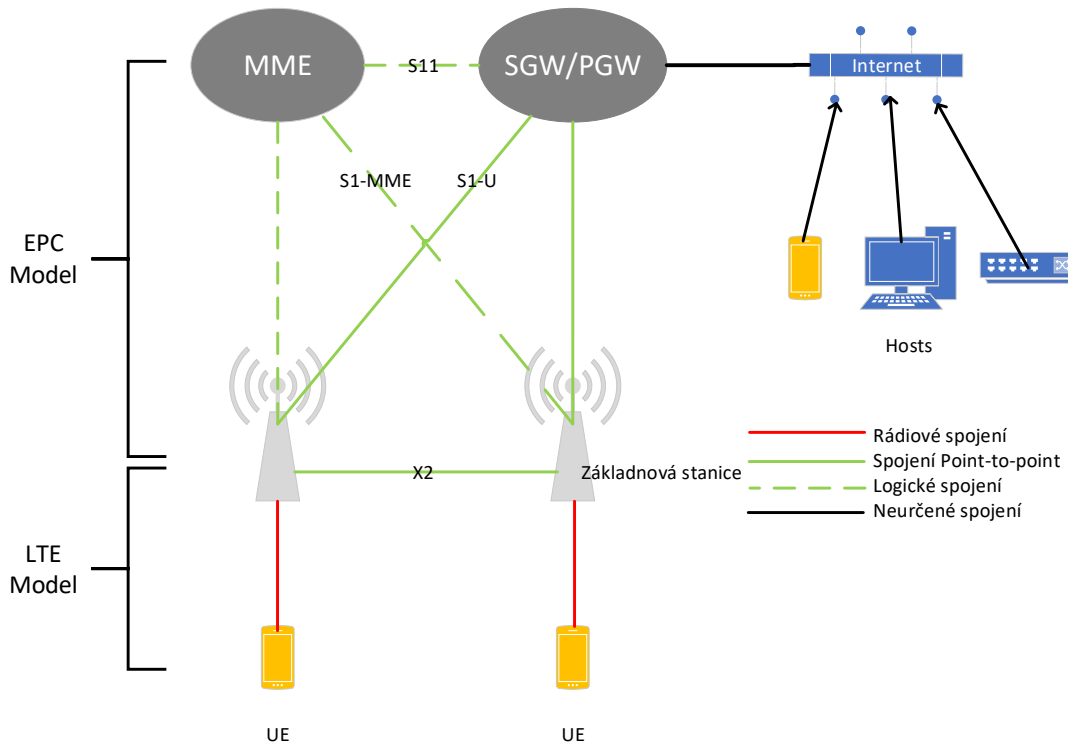 MME
S11
SGW/PGW
Internet
S1-MME
S1-U
EPC
Model
Hosts
Rádiové spojení
X2
Základnová stanice
Spojení Point-to-point
Logické spojení
Neurčené spojení
LTE
Model
UE
UE